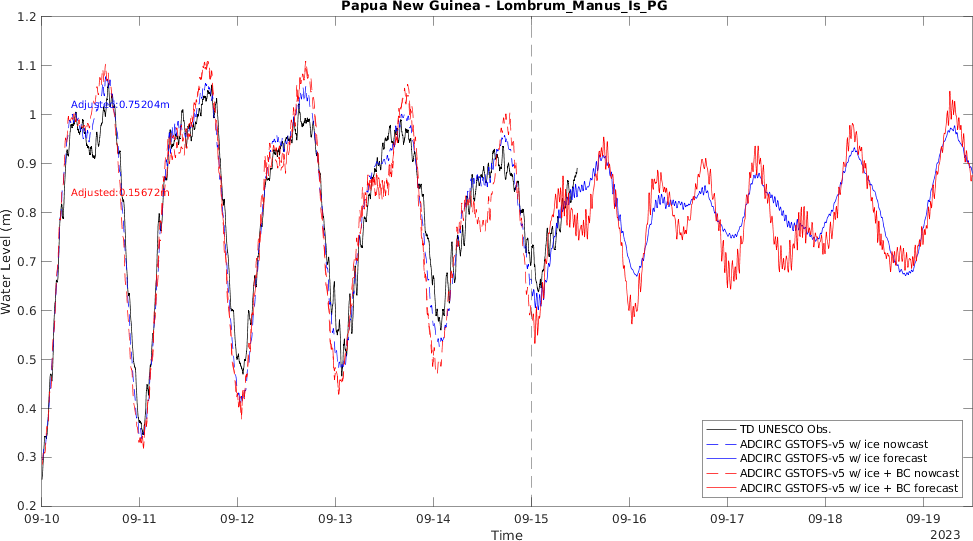 Papua New Guinea - Lombrum_Manus_Is_PG
1.2
1.1
1
0.9
0.8
0.7
0.6
0.5
0.4
0.3
0.2
Water Level (m)
Adjusted:0.75204m
Adjusted:0.15672m
TD UNESCO Obs.
ADCIRC GSTOFS-v5 w/ ice nowcast
ADCIRC GSTOFS-v5 w/ ice forecast
ADCIRC GSTOFS-v5 w/ ice + BC nowcast
ADCIRC GSTOFS-v5 w/ ice + BC forecast
09-10 09-11 09-12 09-13 09-14 09-15 09-16 09-17 09-18 09-19
Time
2023